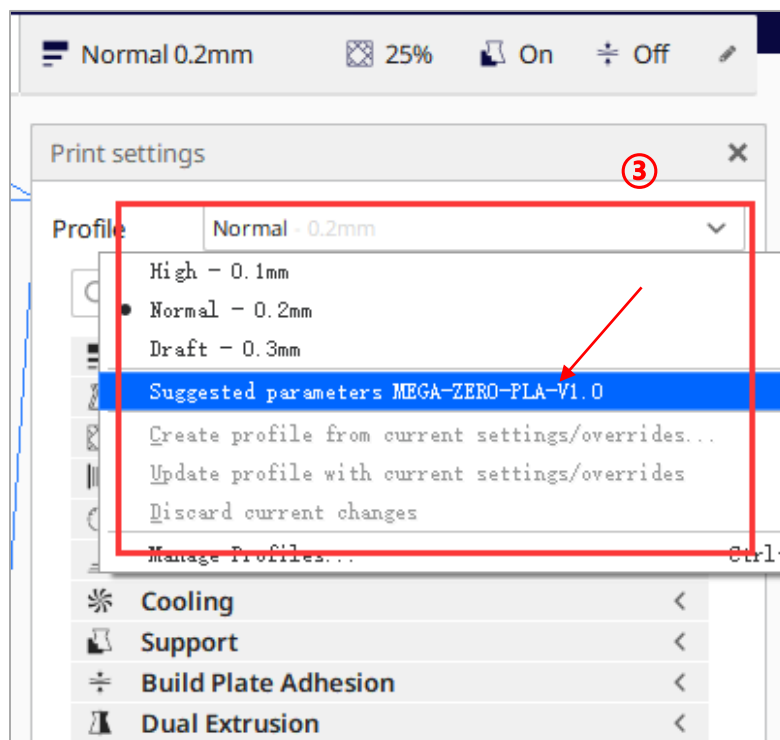 Normal 0.2mm 25% On Off
Print settings
③
Profile Normal - 0.2mm
High - 0.1mm
Normal - 0.2mm
Draft - 0.3mm
Suggested parameters MEGA-ZERO-PLA-V1.0
Create profile from current settings/overrides...
Update profile with current settings/overrides
Discard current changes
Manage Profiles... Ctrl+
Cooling
Support
Build Plate Adhesion
Dual Extrusion